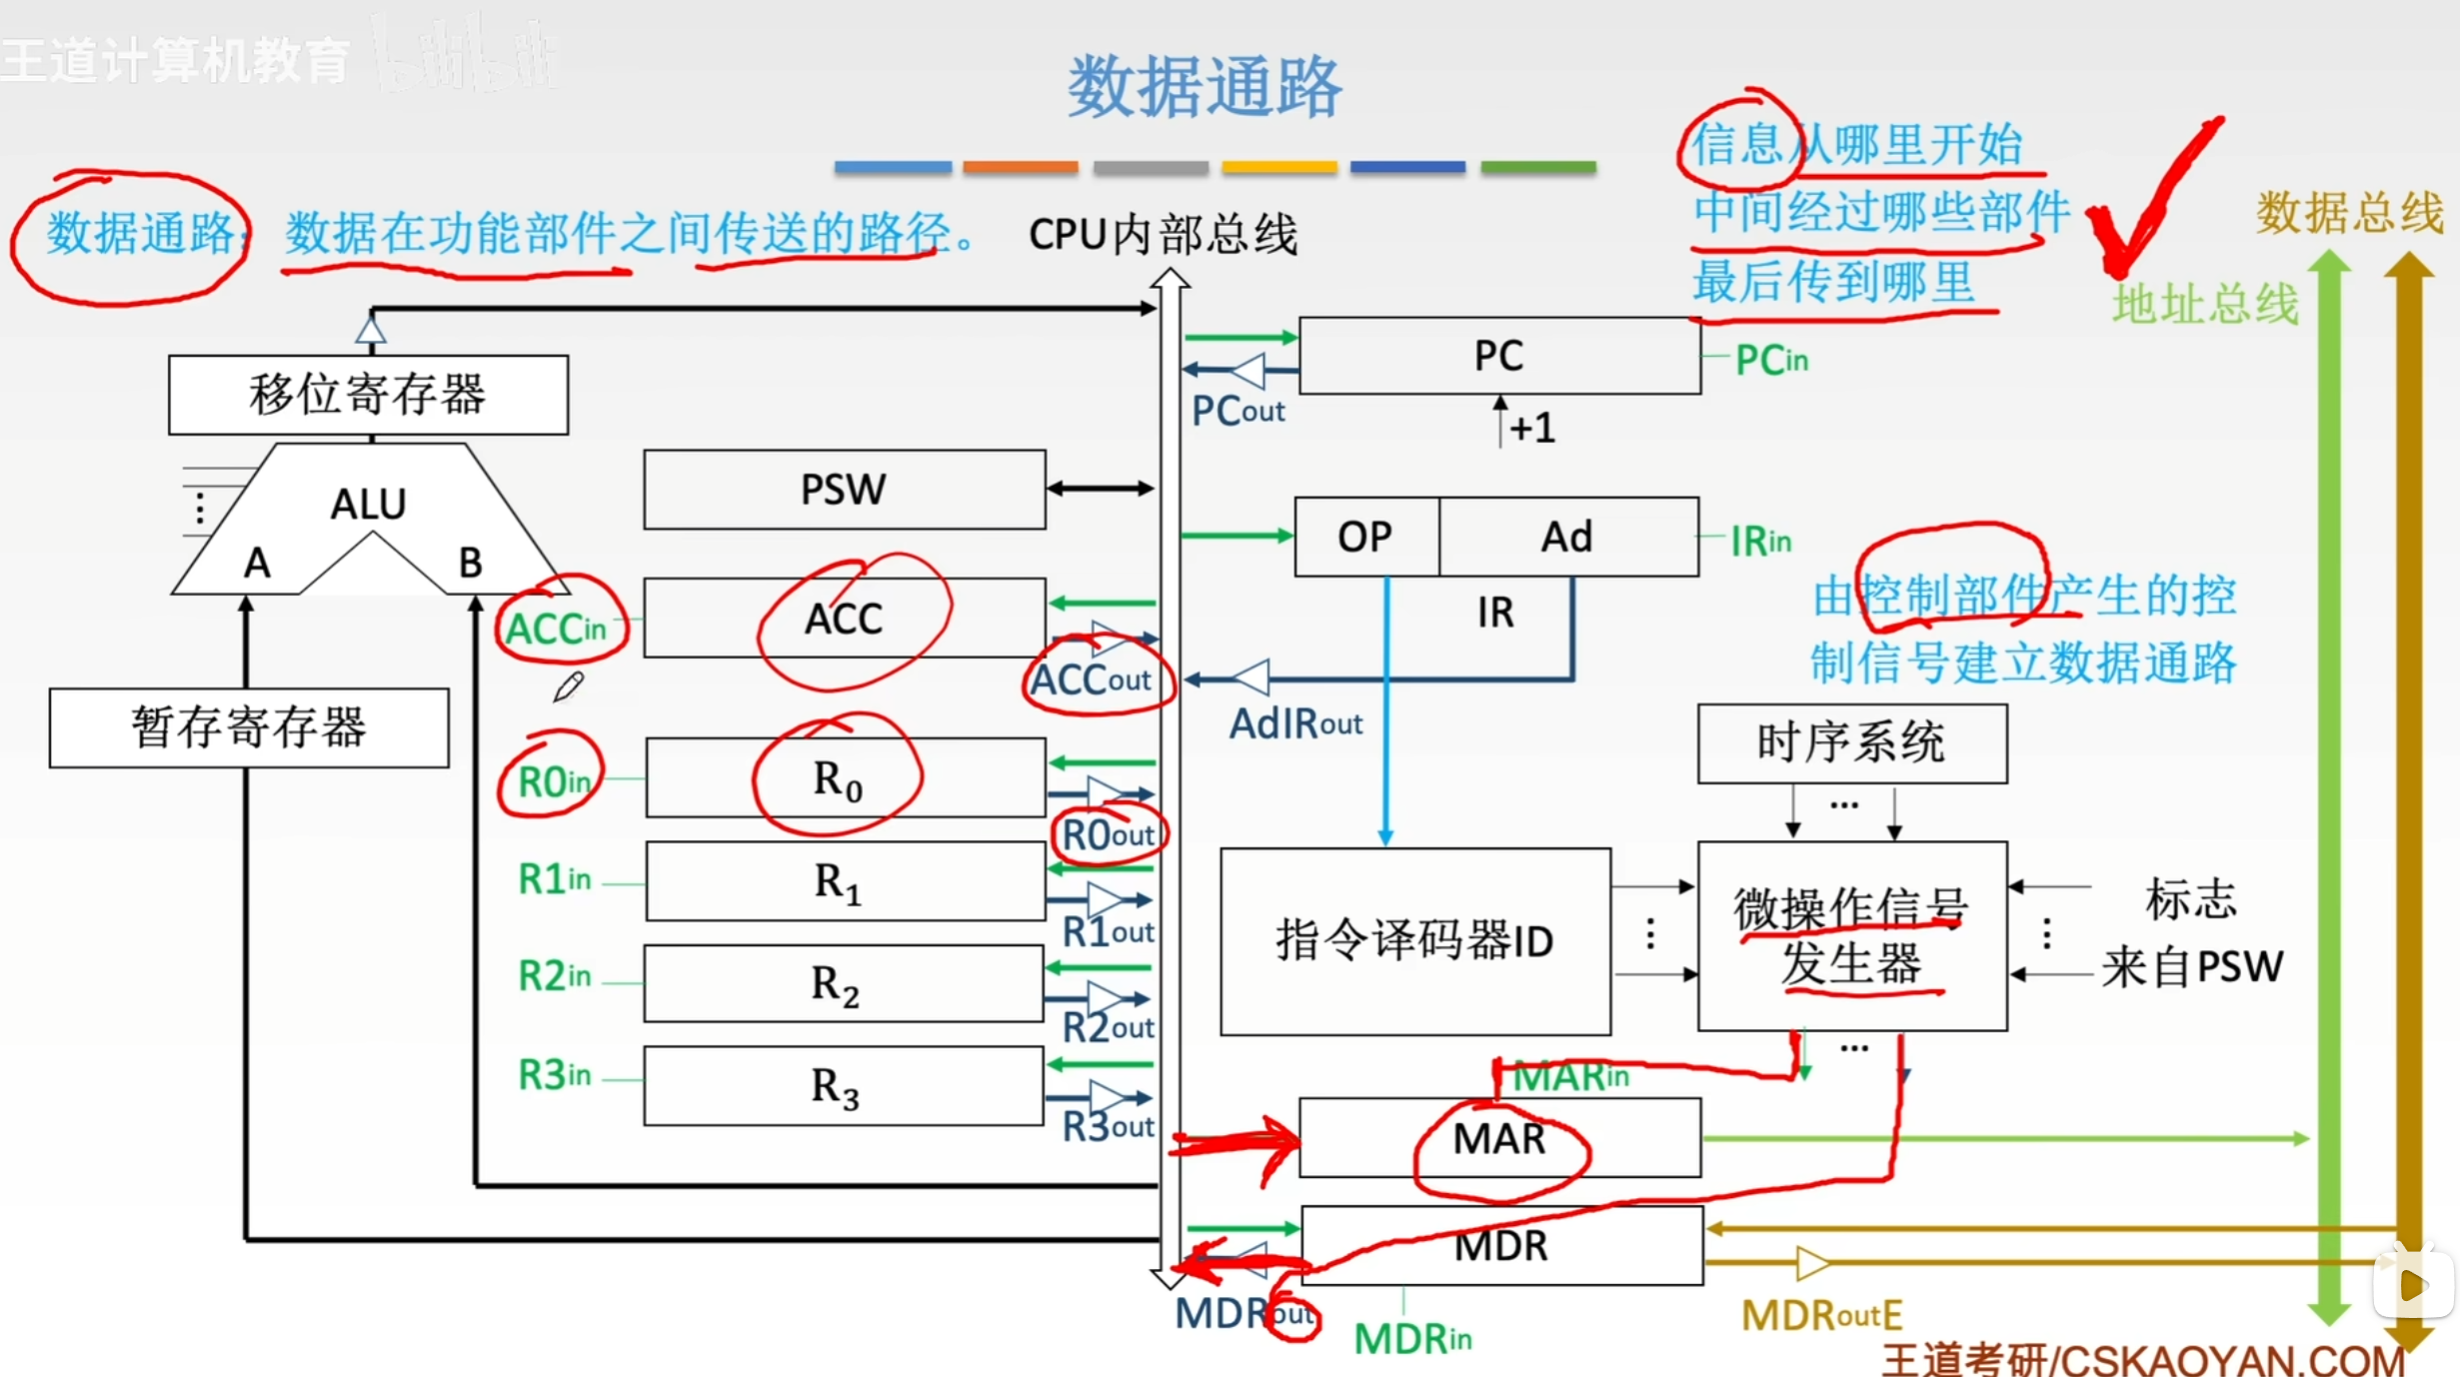 王道计算机教育 bilibili
数据通路
信息从哪里开始
中间经过哪些部件
最后传到哪里
数据总线
地址总线
数据通路：数据在功能部件之间传送的路径。
CPU内部总线
移位寄存器
ALU
A
B
暂存寄存器
PSW
ACCin
ACC
ACCout
R0in
R0
R0out
R1in
R1
R1out
R2in
R2
R2out
R3in
R3
R3out
PC
PCin
PCout
+1
OP
Ad
IRin
IR
AdIRout
由控制部件产生的控
制信号建立数据通路
时序系统
...
指令译码器ID
微操作信号
发生器
标志
来自PSW
...
MARin
MAR
MDR
MDRout
MDRin
MDRoutE
王道考研/CSKAOYAN.COM